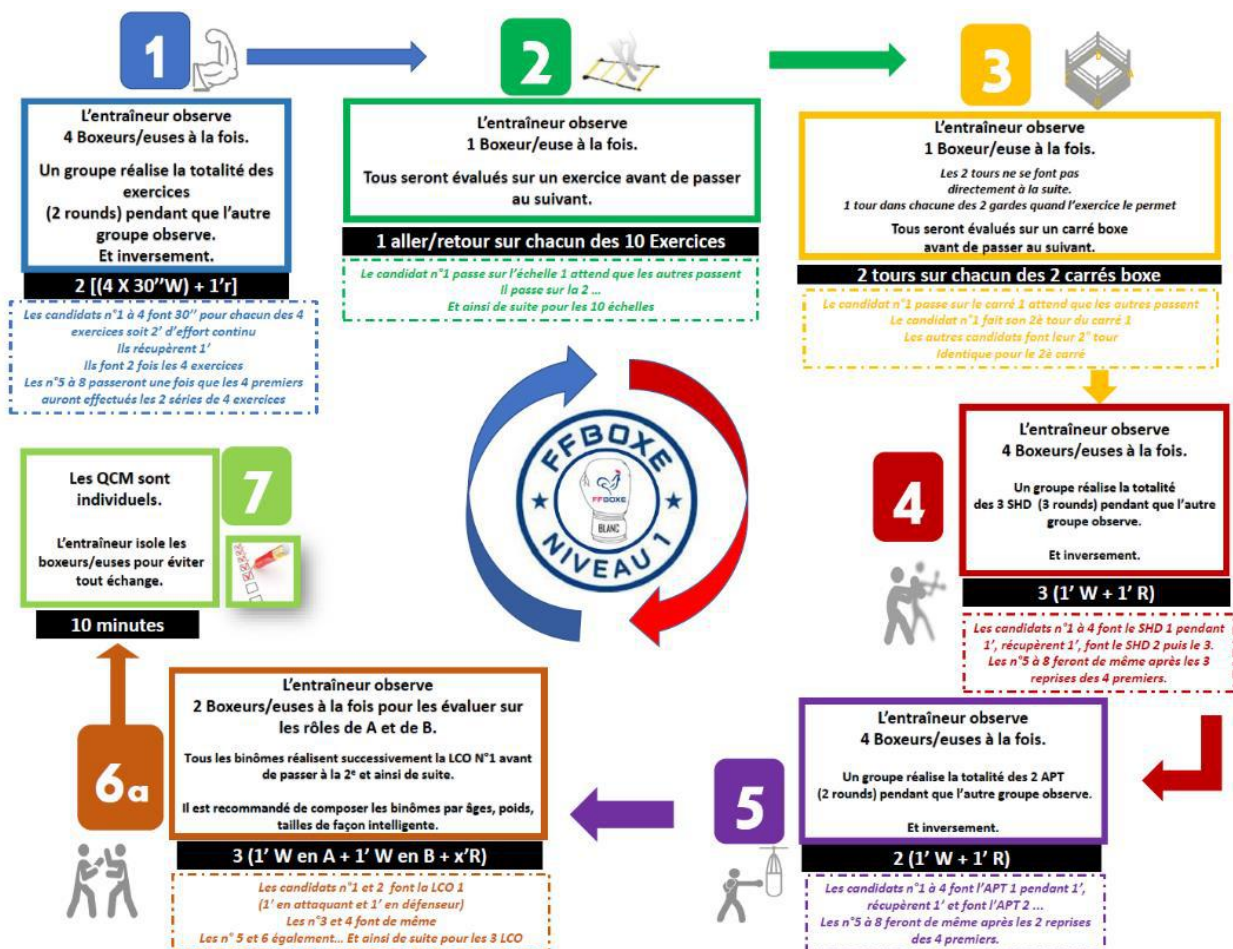 1
L'entraîneur observe
4 Boxeurs/euses à la fois.
Un groupe réalise la totalité des
exercices
(2 rounds) pendant que l'autre
groupe observe.
Et inversement.
2 [(4 X 30''W) + 1'r]
Les candidats n°1 à 4 font 30'' pour chacun des 4
exercices soit 2' d'effort continu
Ils récupèrent 1'
Ils font 2 fois les 4 exercices
Les n°5 à 8 passeront une fois que les 4 premiers
auront effectués les 2 séries de 4 exercices
2
L'entraîneur observe
1 Boxeur/euse à la fois.
Tous seront évalués sur un exercice avant de passer
au suivant.
1 aller/retour sur chacun des 10 Exercices
Le candidat n°1 passe sur l'échelle 1 attend que les autres passent
Il passe sur la 2 ...
Et ainsi de suite pour les 10 échelles
3
L'entraîneur observe
1 Boxeur/euse à la fois.
Les 2 tours ne se font pas
directement à la suite.
1 tour dans chacune des 2 gardes quand l'exercice le permet
Tous seront évalués sur un carré boxe
avant de passer au suivant.
2 tours sur chacun des 2 carrés boxe
Le candidat n°1 passe sur le carré 1 attend que les autres passent
Le candidat n°1 fait son 2è tour du carré 1
Les autres candidats font leur 2° tour
Identique pour le 2è carré
4
L'entraîneur observe
4 Boxeurs/euses à la fois.
Un groupe réalise la totalité
des 3 SHD (3 rounds) pendant que l'autre
groupe observe.
Et inversement.
3 (1' W + 1' R)
Les candidats n°1 à 4 font le SHD 1 pendant
1', récupèrent 1', font le SHD 2 puis le 3.
Les n°5 à 8 feront de même après les 3
reprises des 4 premiers.
5
L'entraîneur observe
4 Boxeurs/euses à la fois.
Un groupe réalise la totalité des 2 APT
(2 rounds) pendant que l'autre groupe observe.
Et inversement.
2 (1' W + 1' R)
Les candidats n°1 à 4 font l'APT 1 pendant 1',
récupèrent 1' et font l'APT 2 ...
Les n°5 à 8 feront de même après les 2 reprises
des 4 premiers.
6a
L'entraîneur observe
2 Boxeurs/euses à la fois pour les évaluer sur
les rôles de A et de B.
Tous les binômes réalisent successivement la LCO N°1 avant
de passer à la 2e et ainsi de suite.
Il est recommandé de composer les binômes par âges, poids,
tailles de façon intelligente.
3 (1' W en A + 1' W en B + x'R)
Les candidats n°1 et 2 font la LCO 1
(1' en attaquant et 1' en défenseur)
Les n°3 et 4 font de même
Les n° 5 et 6 également... Et ainsi de suite pour les 3 LCO
7
Les QCM sont
individuels.
L'entraîneur isole les
boxeurs/euses pour éviter
tout échange.
10 minutes
FFBOXE
FFBOXE
BLANC
NIVEAU 1